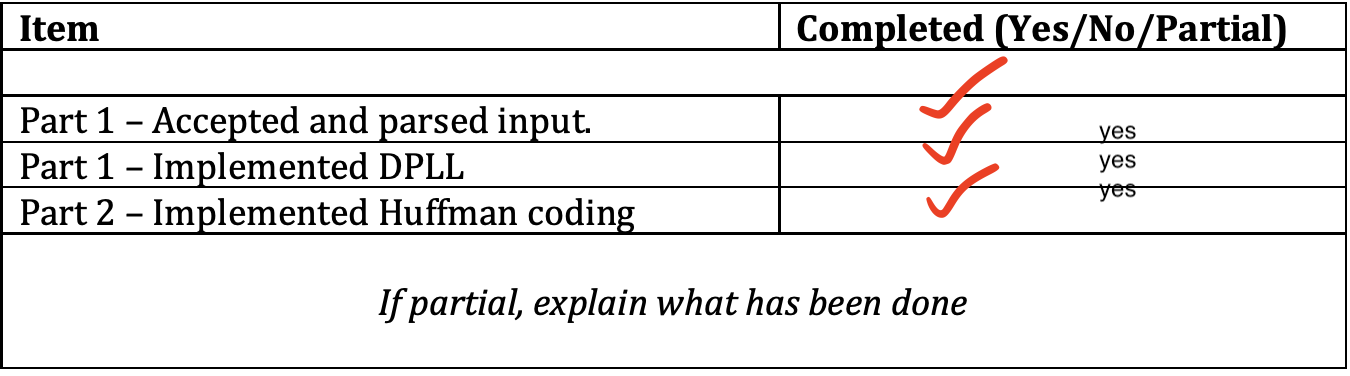 Item Completed (Yes/No/Partial)
Part 1 – Accepted and parsed input. yes
Part 1 – Implemented DPLL yes
Part 2 – Implemented Huffman coding yes
If partial, explain what has been done